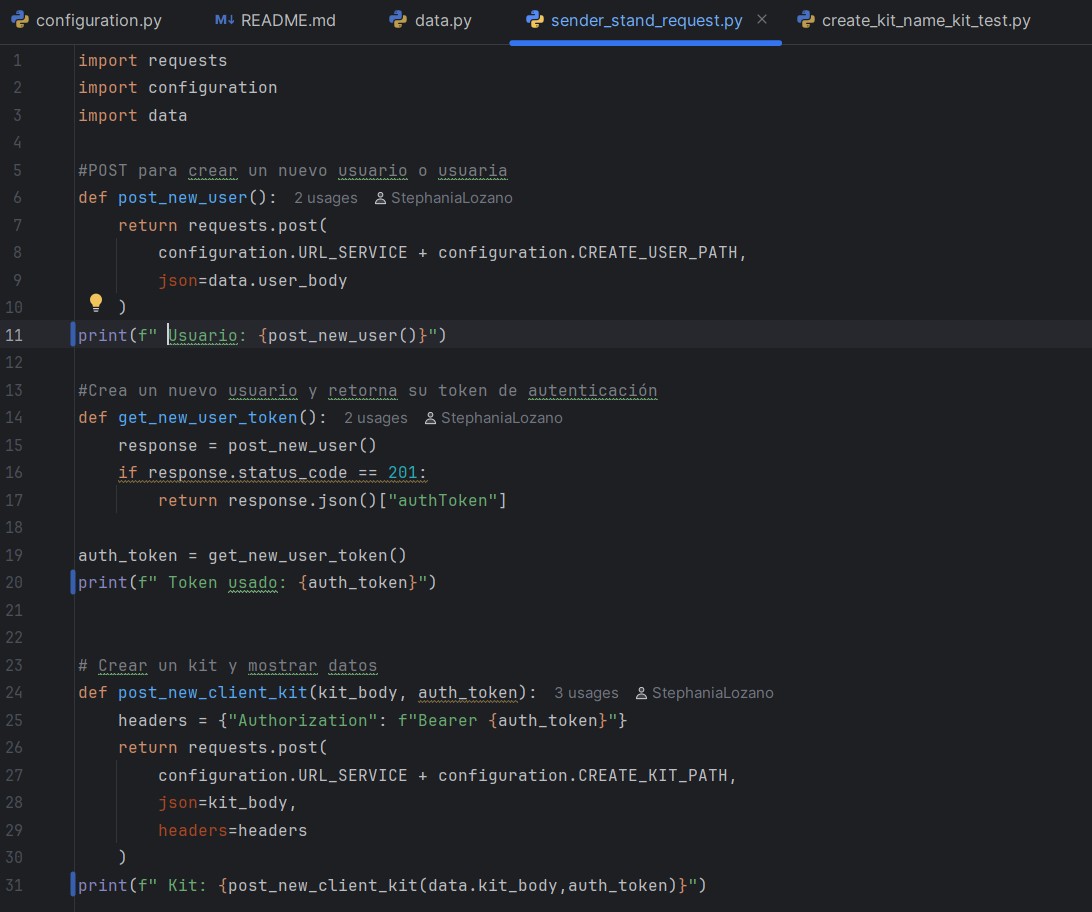 configuration.py M↓ README.md data.py sender_stand_request.py × create_kit_name_kit_test.py
1 import requests
2 import configuration
3 import data
4
5 #POST para crear un nuevo usuario o usuaria
6 def post_new_user(): 2 usages StephaniaLozano
7 return requests.post(
8 configuration.URL_SERVICE + configuration.CREATE_USER_PATH,
9 json=data.user_body
10 )
11 print(f" Usuario: {post_new_user()}")
12
13 #Crea un nuevo usuario y retorna su token de autenticación
14 def get_new_user_token(): 2 usages StephaniaLozano
15 response = post_new_user()
16 if response.status_code == 201:
17 return response.json()["authToken"]
18
19 auth_token = get_new_user_token()
20 print(f" Token usado: {auth_token}")
21
22
23 # Crear un kit y mostrar datos
24 def post_new_client_kit(kit_body, auth_token): 3 usages StephaniaLozano
25 headers = {"Authorization": f"Bearer {auth_token}"}
26 return requests.post(
27 configuration.URL_SERVICE + configuration.CREATE_KIT_PATH,
28 json=kit_body,
29 headers=headers
30 )
31 print(f" Kit: {post_new_client_kit(data.kit_body,auth_token)}")